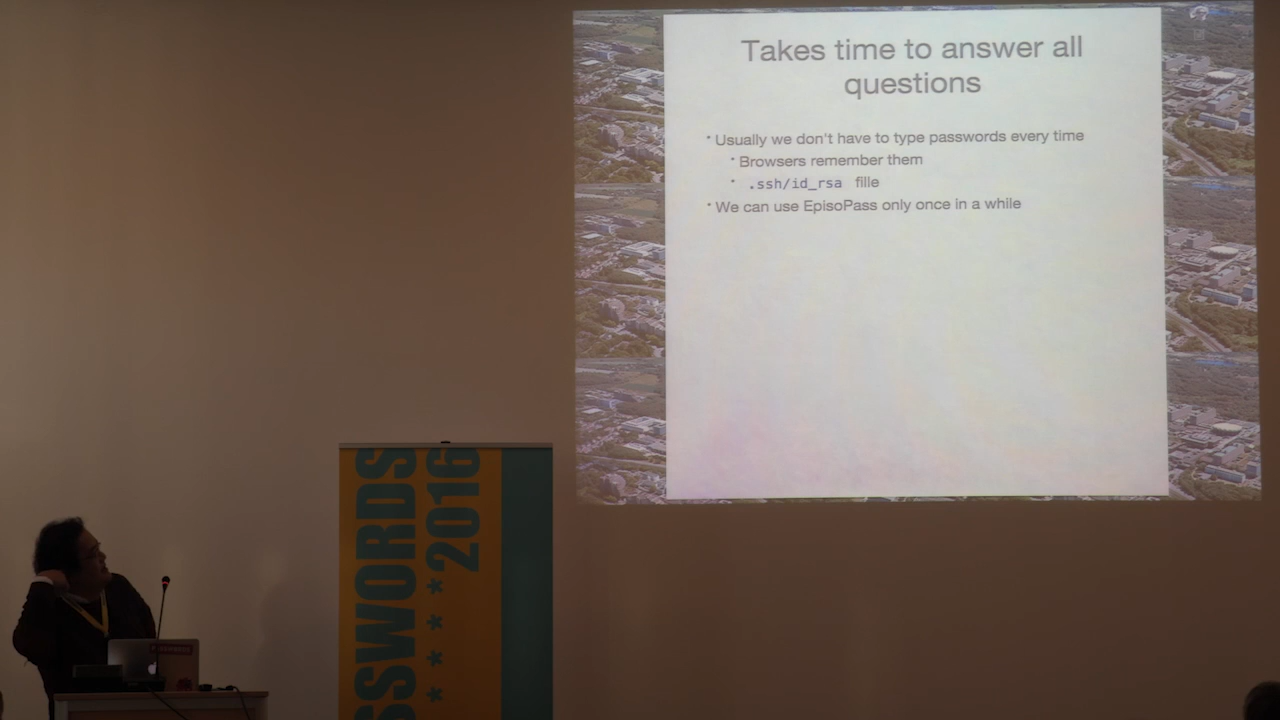 Takes time to answer all
questions
• Usually we don't have to type passwords every time
• Browsers remember them
• .ssh/id_rsa fille
• We can use EpisoPass only once in a while
SSWORDS
* * * * 2016